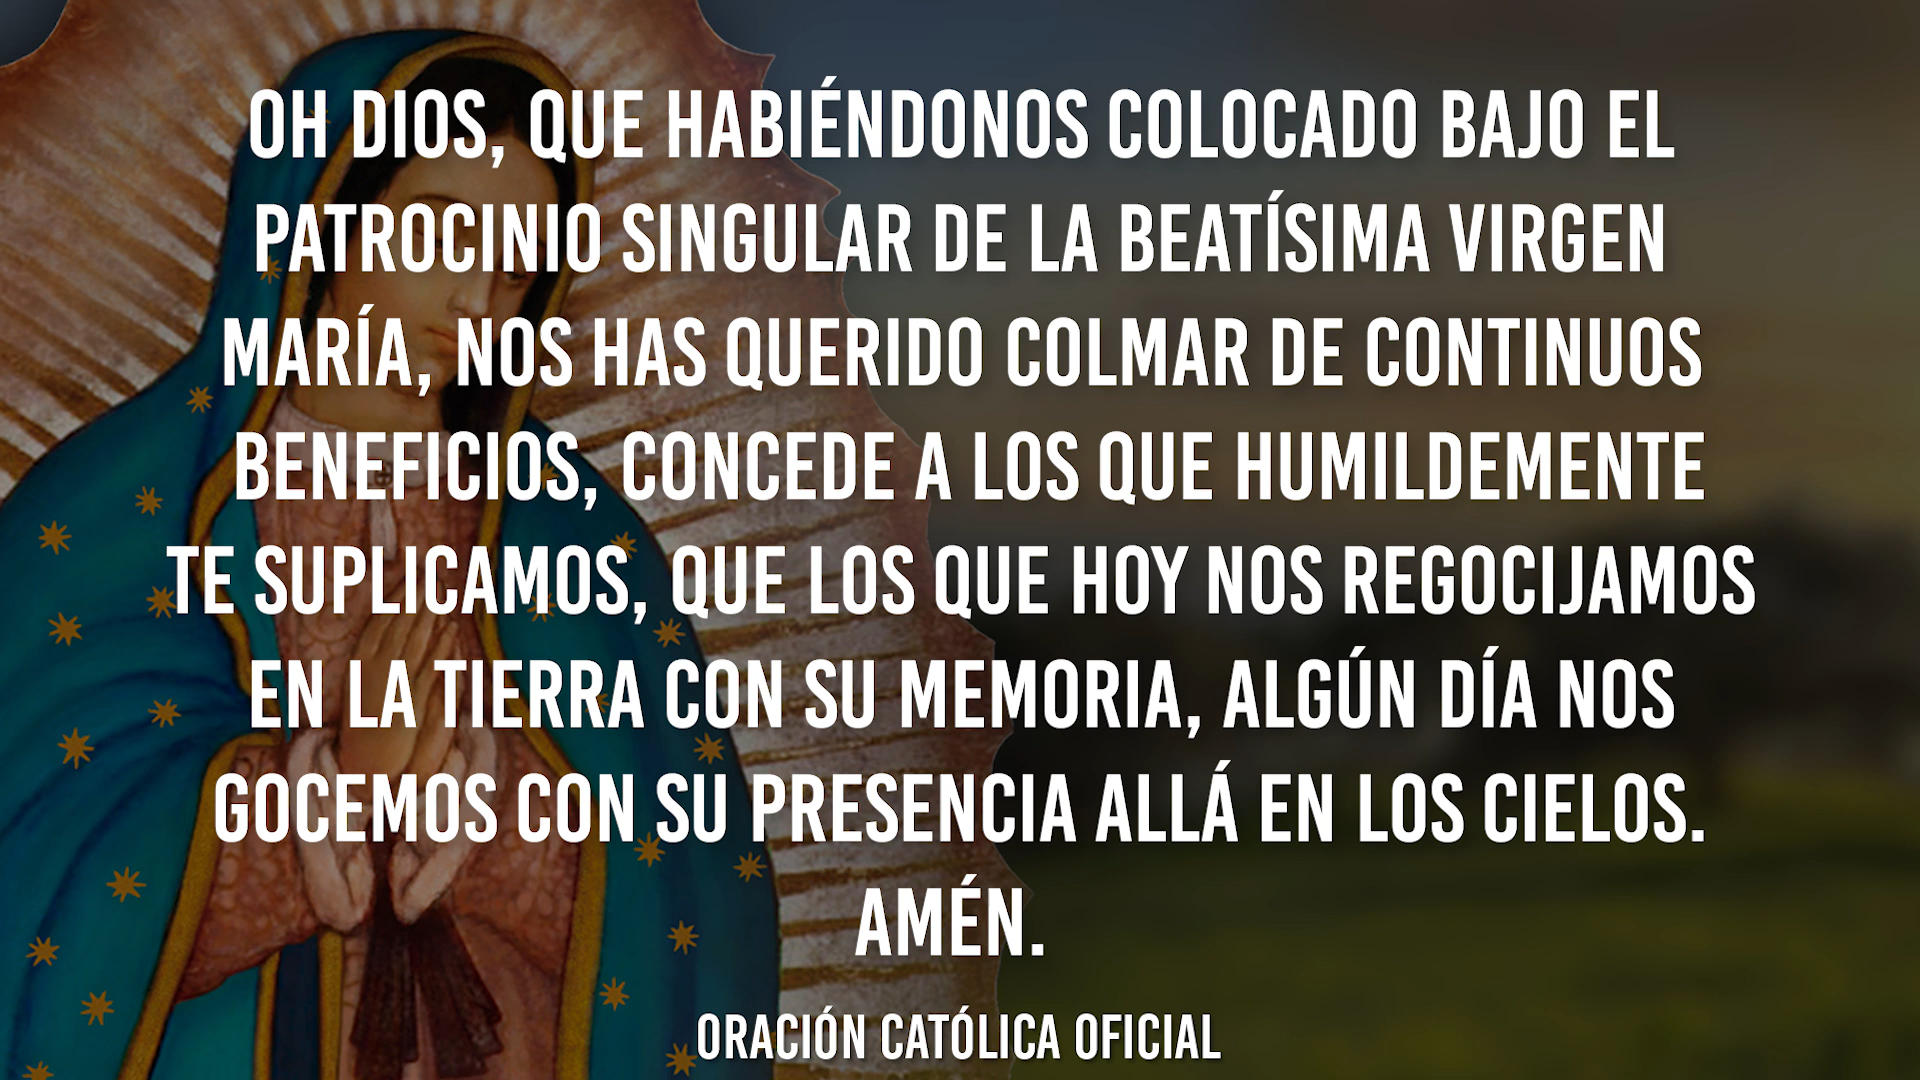 OH DIOS, QUE HABIÉNDONOS COLOCADO BAJO EL
PATROCINIO SINGULAR DE LA BEATÍSIMA VIRGEN
MARÍA, NOS HAS QUERIDO COLMAR DE CONTINUOS
BENEFICIOS, CONCEDE A LOS QUE HUMILDEMENTE
TE SUPLICAMOS, QUE LOS QUE HOY NOS REGOCIJAMOS
EN LA TIERRA CON SU MEMORIA, ALGÚN DÍA NOS
GOCEMOS CON SU PRESENCIA ALLÁ EN LOS CIELOS.
AMÉN.
ORACIÓN CATÓLICA OFICIAL